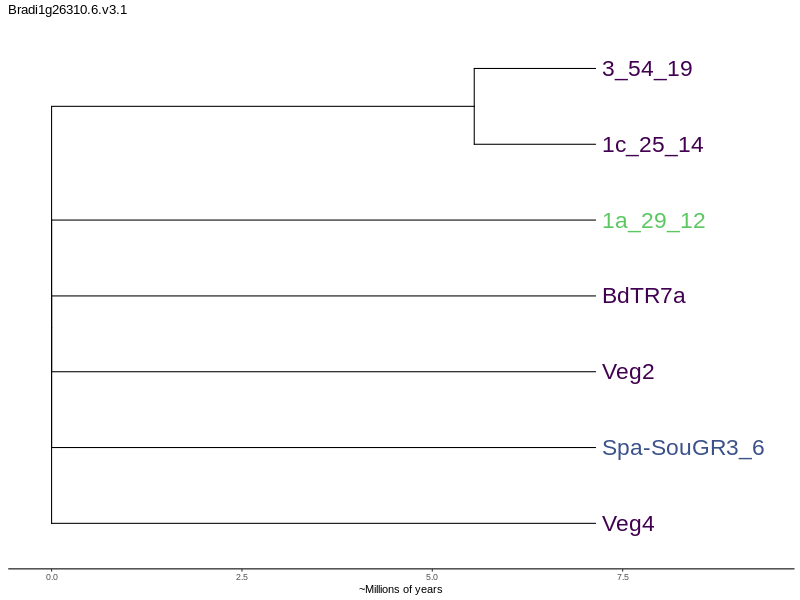 Bradi1g26310.6.v3.1
3_54_19
1c_25_14
1a_29_12
BdTR7a
Veg2
Spa-SouGR3_6
Veg4
0.0 2.5 5.0 7.5
~Millions of years